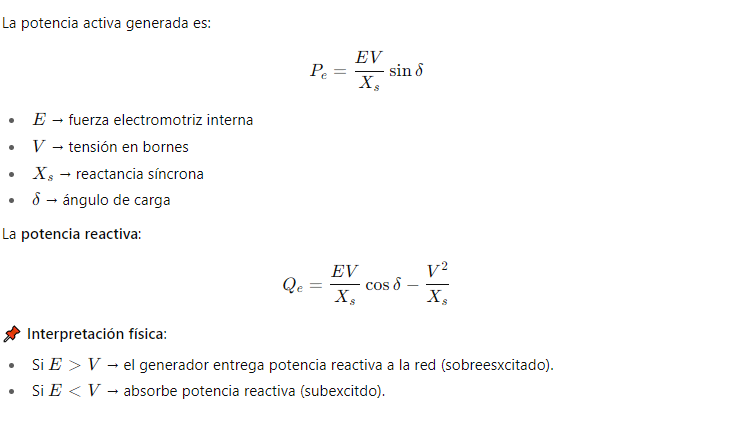 La potencia activa generada es:
P_e = \frac{EV}{X_s} \sin \delta
• E → fuerza electromotriz interna
• V → tensión en bornes
• X_s → reactancia síncrona
• δ → ángulo de carga
La potencia reactiva:
Q_e = \frac{EV}{X_s} \cos \delta - \frac{V^2}{X_s}
📌 Interpretación física:
• Si E > V → el generador entrega potencia reactiva a la red (sobreesxcitado).
• Si E < V → absorbe potencia reactiva (subexcitdo).